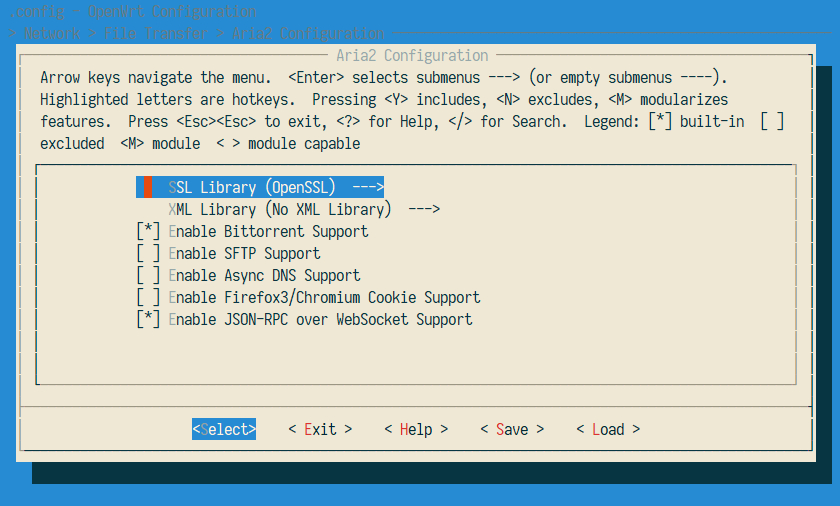 .config - OpenWrt Configuration
> Network > File Transfer > Aria2 Configuration
Aria2 Configuration
Arrow keys navigate the menu.  <Enter> selects submenus ---> (or empty submenus ----).
Highlighted letters are hotkeys.  Pressing <Y> includes, <N> excludes, <M> modularizes
features.  Press <Esc><Esc> to exit, <?> for Help, </> for Search.  Legend: [*] built-in  [ ]
excluded  <M> module  < > module capable
SSL Library (OpenSSL)  --->
XML Library (No XML Library)  --->
[*] Enable Bittorrent Support
[ ] Enable SFTP Support
[ ] Enable Async DNS Support
[ ] Enable Firefox3/Chromium Cookie Support
[*] Enable JSON-RPC over WebSocket Support
<Select>    < Exit >    < Help >    < Save >    < Load >